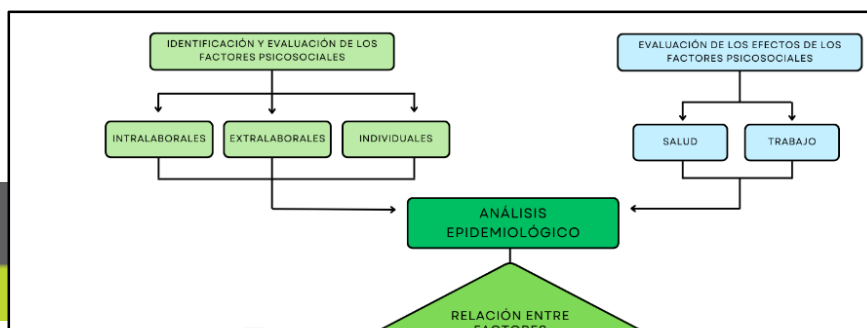 IDENTIFICACIÓN Y EVALUACIÓN DE LOS
FACTORES PSICOSOCIALES
EVALUACIÓN DE LOS EFECTOS DE LOS
FACTORES PSICOSOCIALES
INTRALABORALES
EXTRALABORALES
INDIVIDUALES
SALUD
TRABAJO
ANÁLISIS
EPIDEMIOLÓGICO
RELACIÓN ENTRE
FACTORES